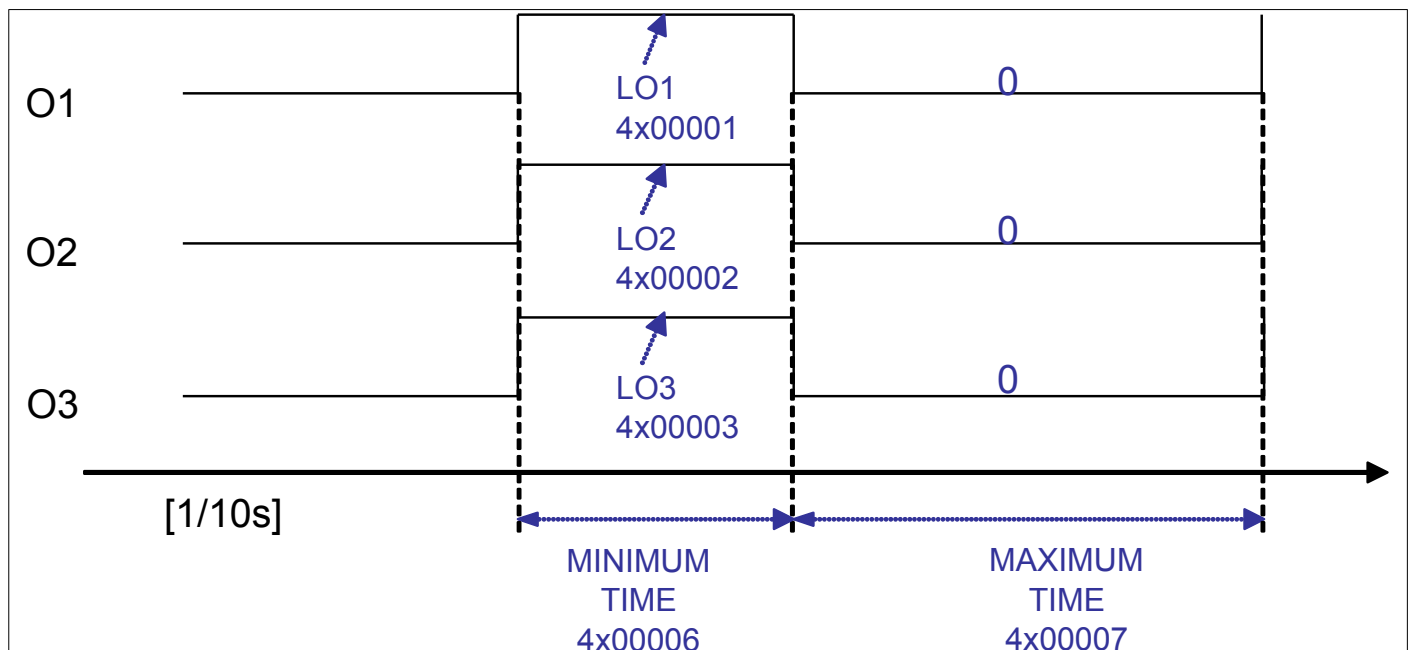 O1
LO1
4x00001
0
O2
LO2
4x00002
0
O3
LO3
4x00003
0
[1/10s]
MINIMUM
TIME
4x00006
MAXIMUM
TIME
4x00007